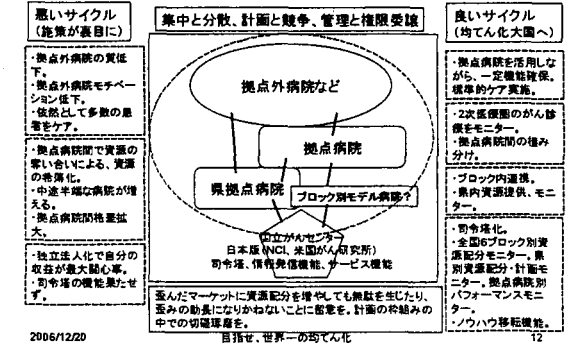 悪いサイクル
(施策が裏目に)
集中と分散、計画と競争、管理と権限委譲
良いサイクル
(均てん化大国へ)
・拠点外病院の質低
下。
・拠点外病院モチベー
ション低下。
・依然として多数の患
者をケア。
・拠点病院間で資源の
奪い合いによる、資源
の希薄化。
・中途半端な病院が増
える。
・拠点病院間格差拡
大。
・独立法人化で自分の
収益が最大関心事。
・司令塔の機能果たせ
ず。
拠点外病院など
拠点病院
県拠点病院
ブロック別モデル病院?
国立がんセンター
日本版(NCI、米国がん研究所)
司令塔、情報発信機能、サービス機能
歪んだマーケットに資源配分を増やしても無駄を生じたり、
歪みの助長になりかねないことに留意を。計画の枠組みの
中での切磋琢磨を。
・拠点病院を活用しな
がら、一定機能確保。
標準的ケア実施。
・2次医療圏のがん診
療をモニター。
・拠点病院間の棲み
分け。
・ブロック内連携。
・県内資源提供、モニ
ター。
・司令塔化。
・全国6ブロック別資
源配分モニター。県
別資源配分・計画モ
ニター。拠点病院別
パフォーマンスモニ
ター。
・ノウハウ移転機能。
2006/12/20
目指せ、世界一の均てん化
12